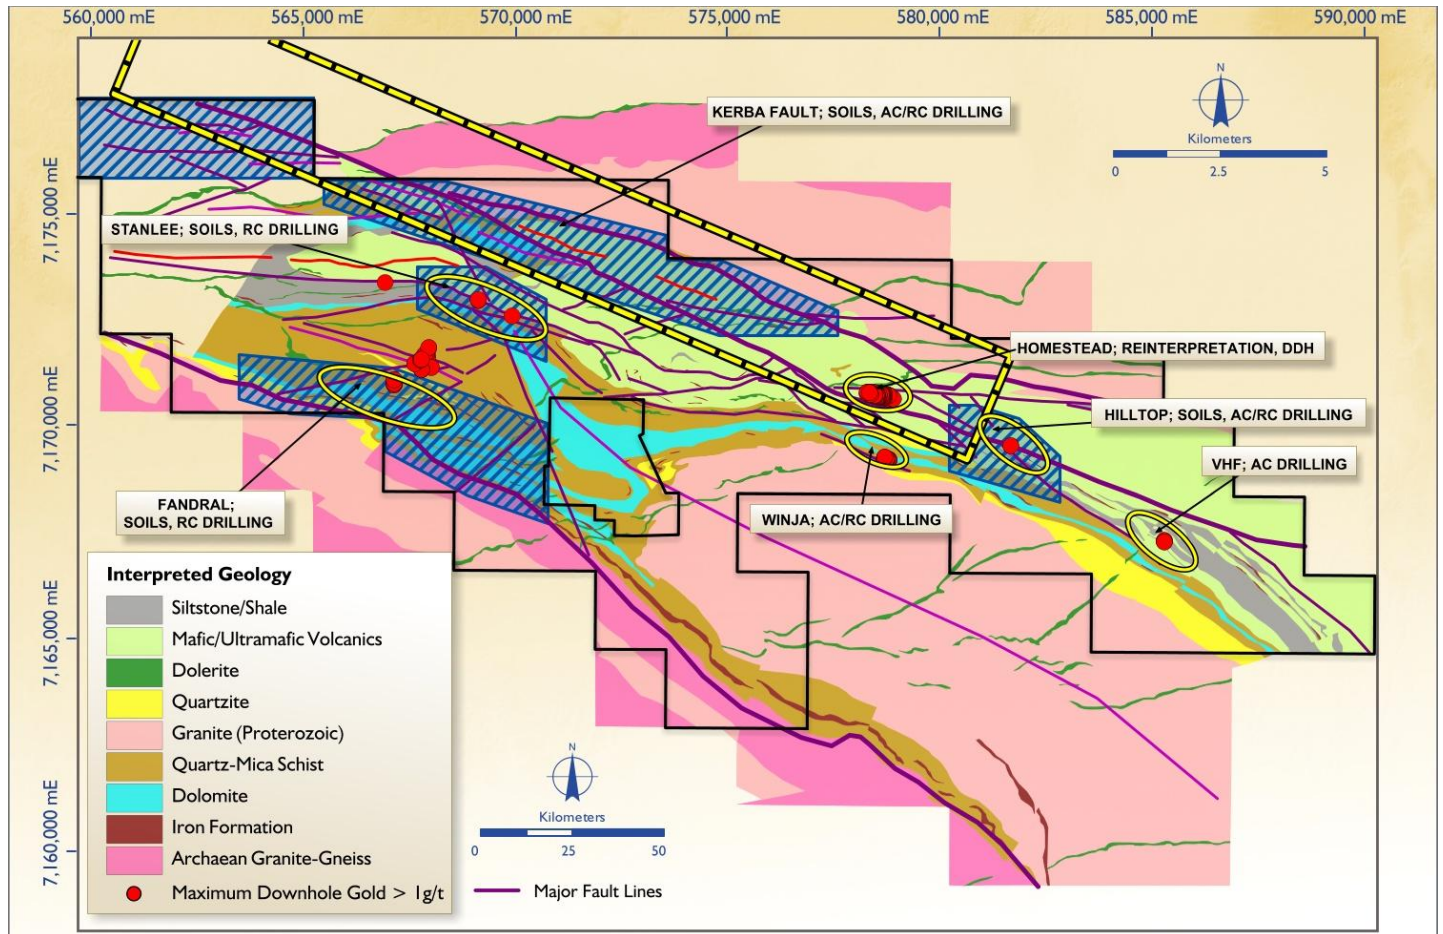 560,000 mE
565,000 mE
570,000 mE
575,000 mE
580,000 mE
585,000 mE
590,000 mE
7,175,000 mE
7,170,000 mE
7,165,000 mE
7,160,000 mE
N
Kilometers
0 2.5 5
KERBA FAULT; SOILS, AC/RC DRILLING
STANLEE; SOILS, RC DRILLING
HOMESTEAD; REINTERPRETATION, DDH
HILLTOP; SOILS, AC/RC DRILLING
VHF; AC DRILLING
FANDRAL;
SOILS, RC DRILLING
WINJA; AC/RC DRILLING
Interpreted Geology
Siltstone/Shale
Mafic/Ultramafic Volcanics
Dolerite
Quartzite
Granite (Proterozoic)
Quartz-Mica Schist
Dolomite
Iron Formation
Archaean Granite-Gneiss
Maximum Downhole Gold > 1g/t
N
Kilometers
0 25 50
Major Fault Lines